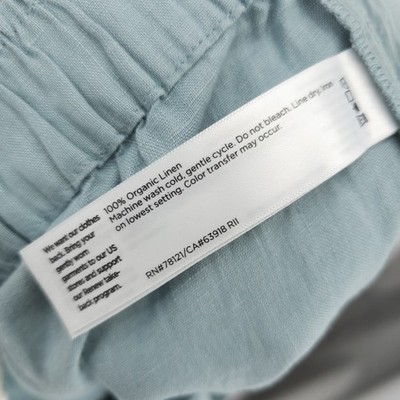 100% Organic Linen
Machine wash cold, gentle cycle. Do not bleach. Line dry. Iron
on lowest setting. Color transfer may occur.
We want our clothes
back. Bring your
gently worn
garments to our US
stores and support
our Renew take-
back program.
RN#78121/CA#63918 RII